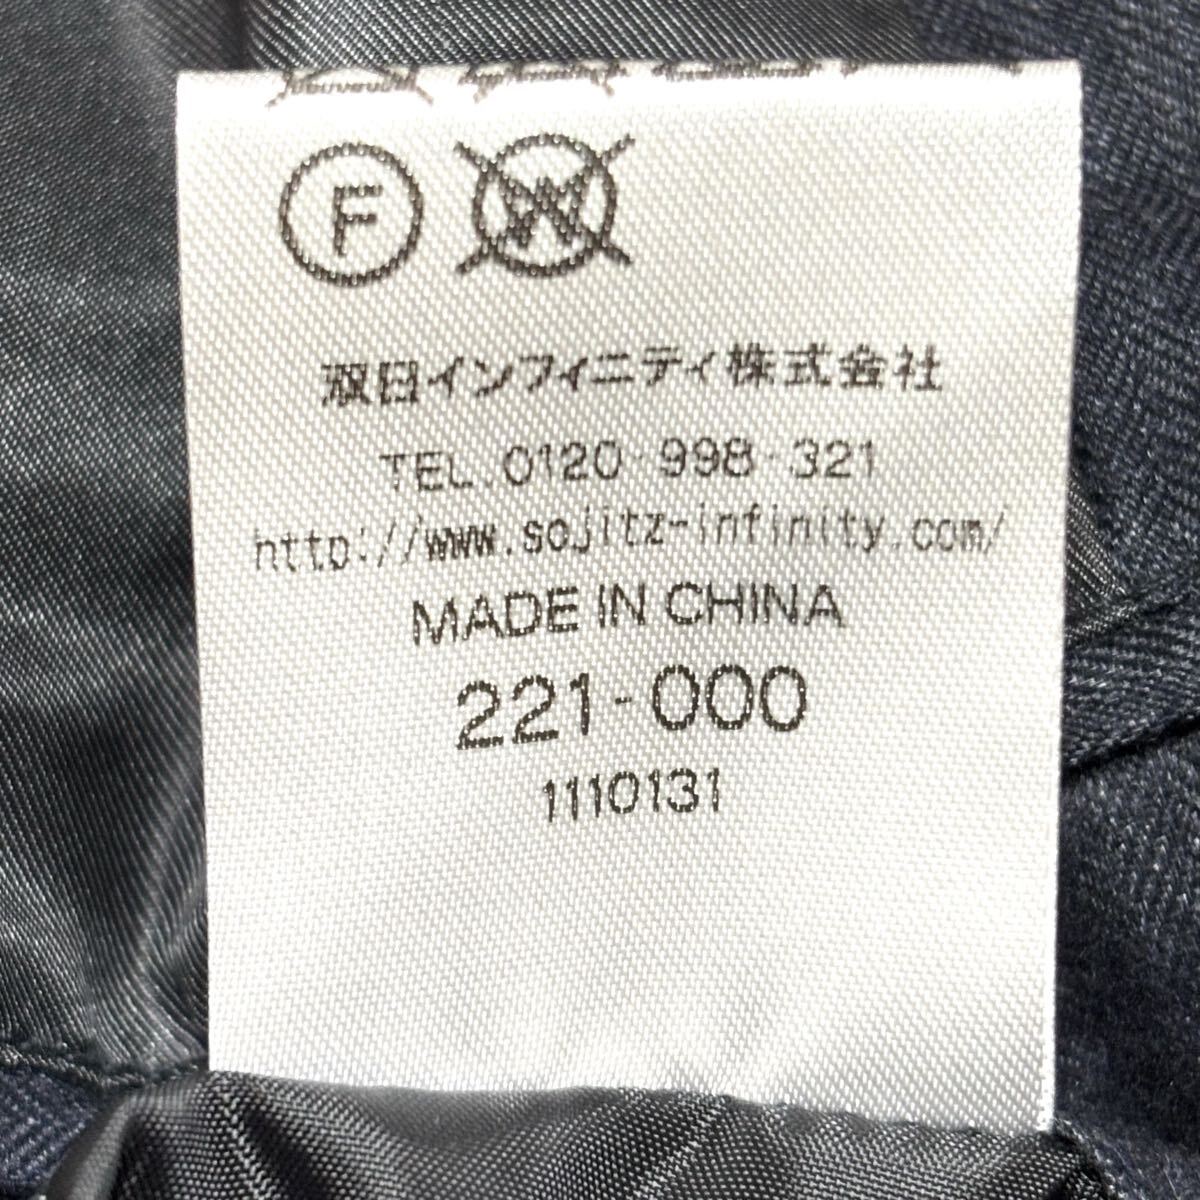 F W
双日インフィニティ株式会社
TEL. 0120-998-321
http://www.sojitz-infinity.com/
MADE IN CHINA
221-000
1110131